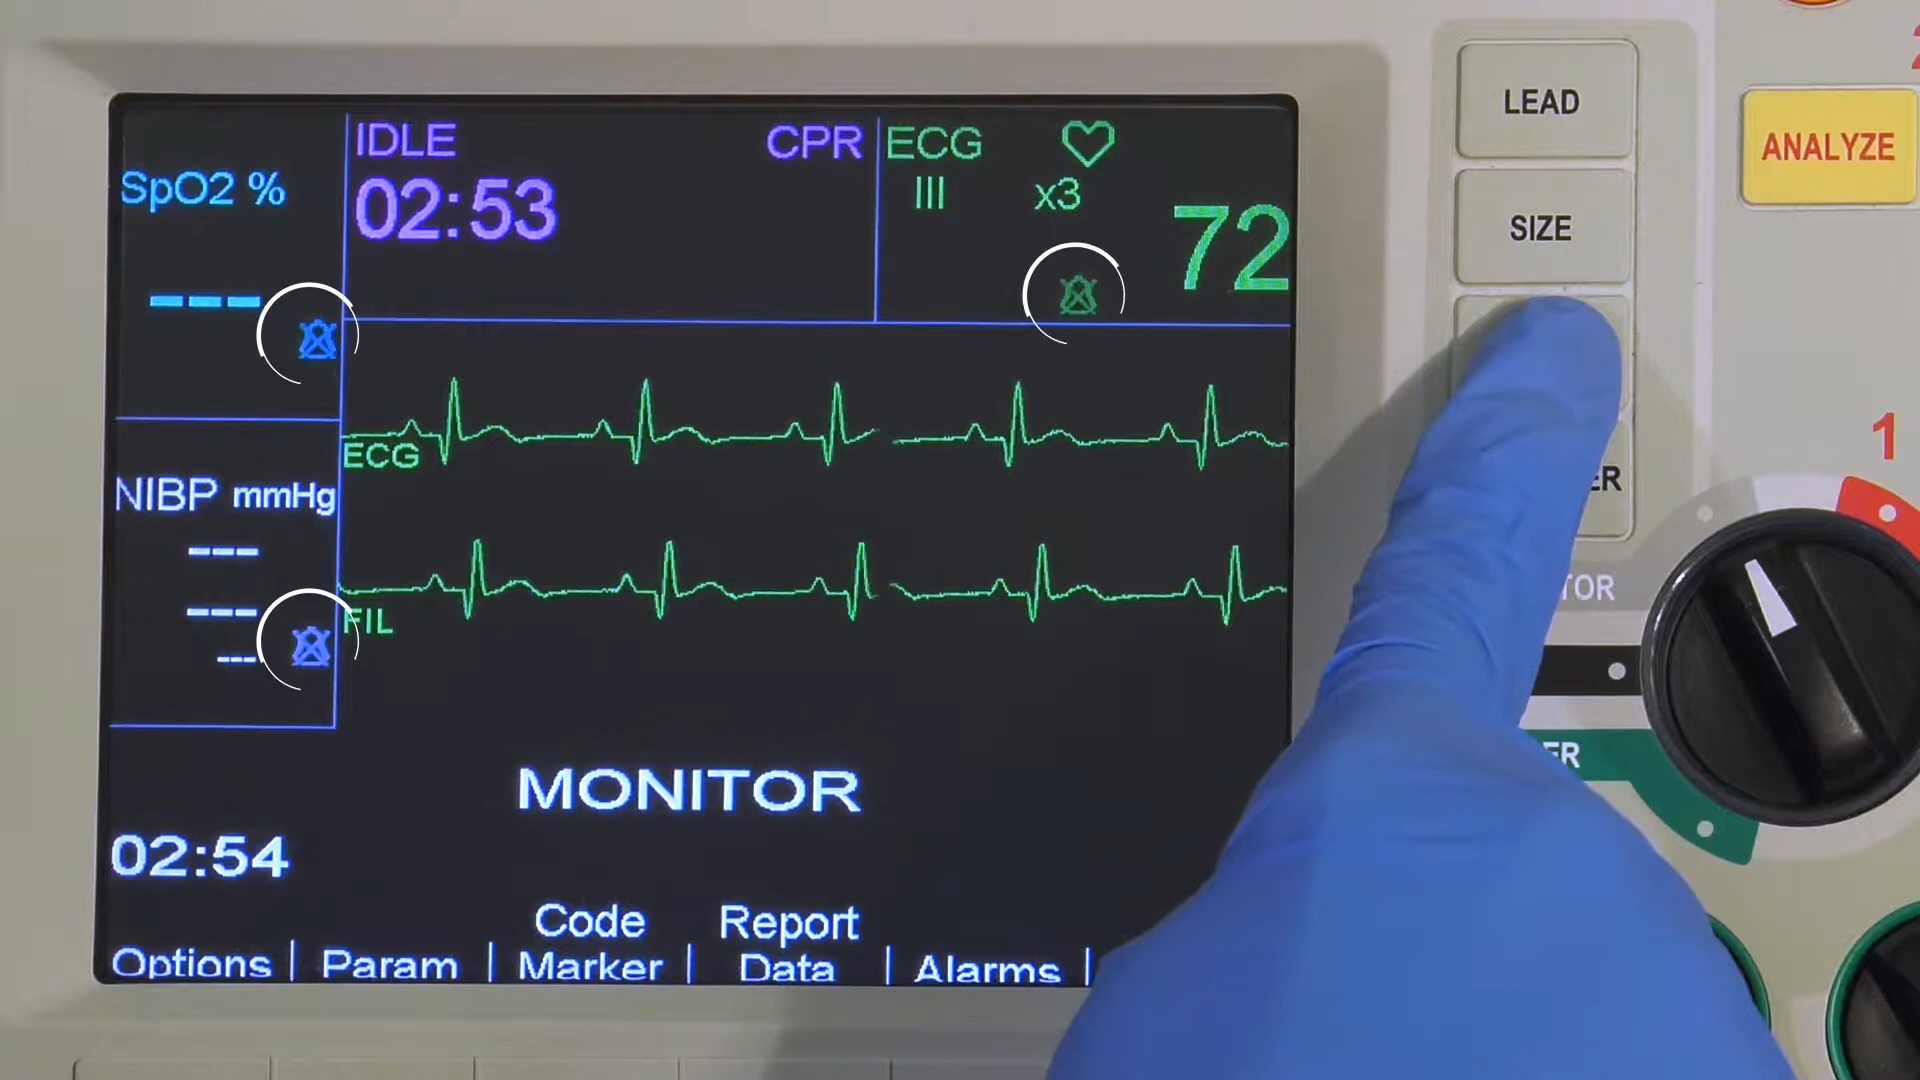 SpO2 %
---
IDLE
CPR
02:53
ECG
III
x3
72
ECG
FIL
NIBP mmHg
---
---
---
MONITOR
02:54
Options
Param
Code
Marker
Report
Data
Alarms
LEAD
SIZE
ANALYZE
1
2